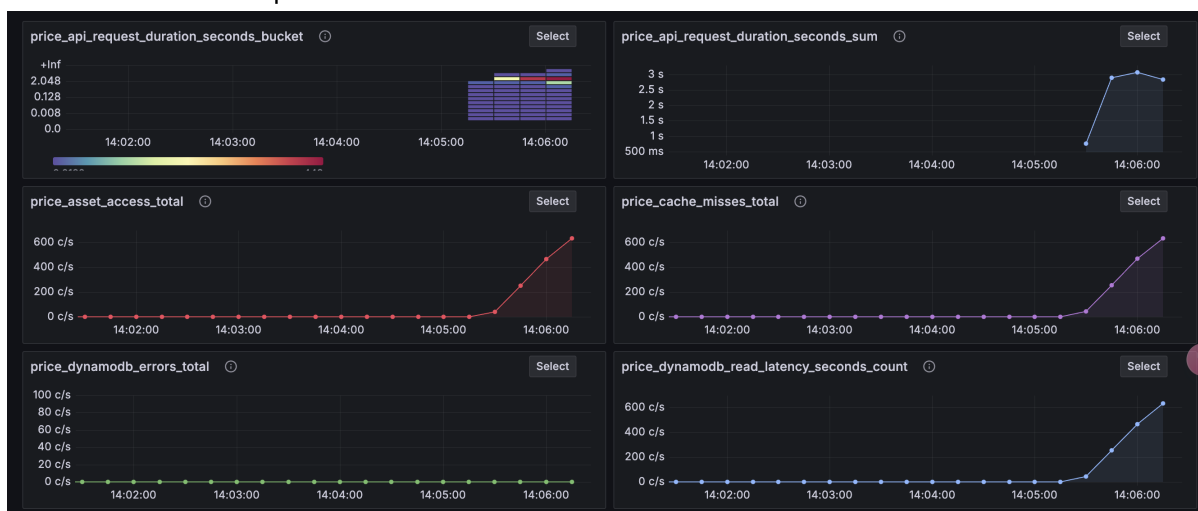 price_api_request_duration_seconds_bucket
Select
+Inf
2.048
0.128
0.008
0.0
14:02:00 14:03:00 14:04:00 14:05:00 14:06:00
price_api_request_duration_seconds_sum
Select
3 s
2.5 s
2 s
1.5 s
1 s
500 ms
14:02:00 14:03:00 14:04:00 14:05:00 14:06:00
price_asset_access_total
Select
600 c/s
400 c/s
200 c/s
0 c/s
14:02:00 14:03:00 14:04:00 14:05:00 14:06:00
price_cache_misses_total
Select
600 c/s
400 c/s
200 c/s
0 c/s
14:02:00 14:03:00 14:04:00 14:05:00 14:06:00
price_dynamodb_errors_total
Select
100 c/s
80 c/s
60 c/s
40 c/s
20 c/s
0 c/s
14:02:00 14:03:00 14:04:00 14:05:00 14:06:00
price_dynamodb_read_latency_seconds_count
Select
600 c/s
400 c/s
200 c/s
0 c/s
14:02:00 14:03:00 14:04:00 14:05:00 14:06:00